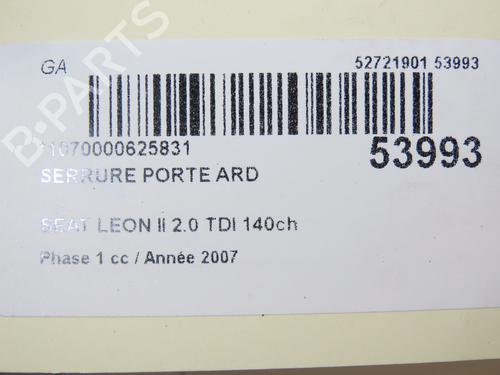 GA
52721901 53993
11070000625831
53993
SERRURE PORTE ARD
SEAT LEON II 2.0 TDI 140ch
Phase 1 cc / Année 2007
B-PARTS